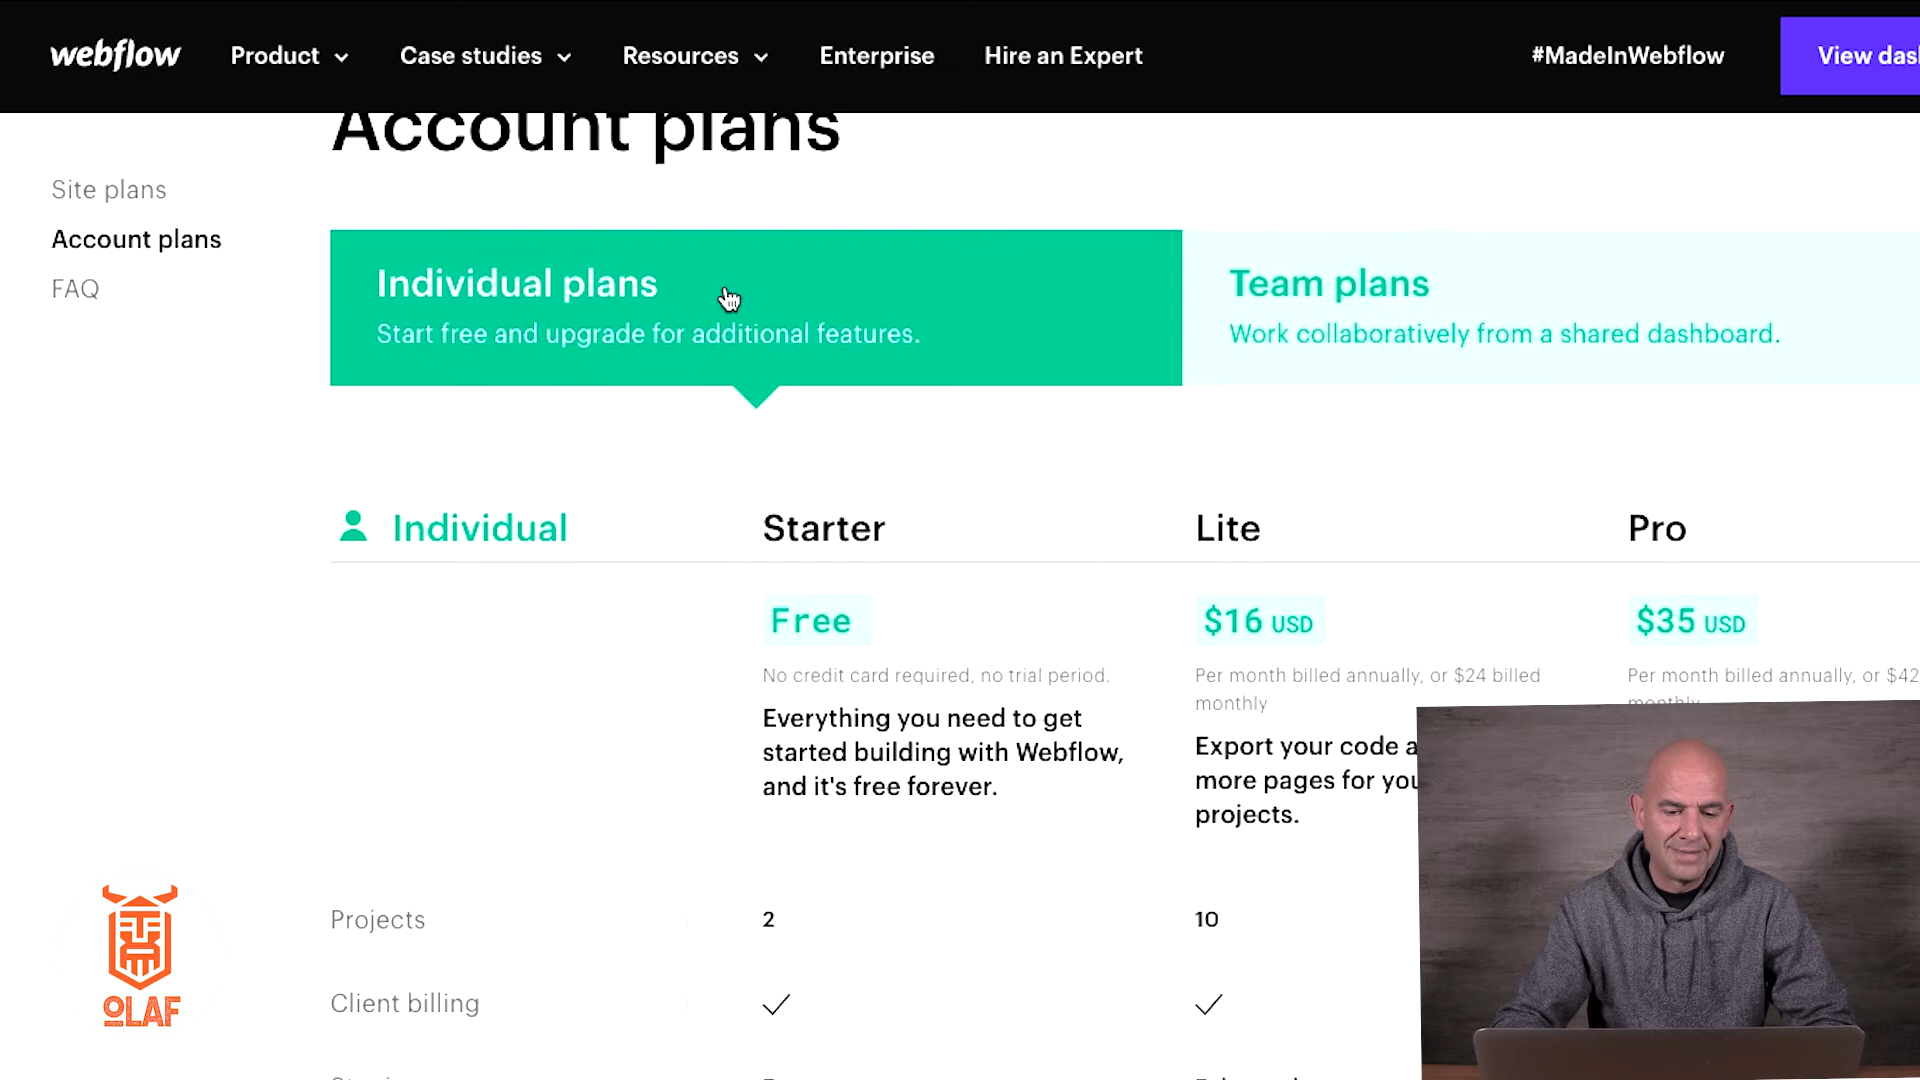 webflow
Product
Case studies
Resources
Enterprise
Hire an Expert
#MadeInWebflow
View
Account plans
Site plans
Account plans
FAQ
Individual plans
Start free and upgrade for additional features.
Team plans
Work collaboratively from a shared dashboard.
Individual
Starter
Lite
Pro
Free
$16 USD
$35 USD
No credit card required, no trial period.
Per month billed annually, or $24 billed
monthly
Per month billed annually, or $42
monthly
Everything you need to get
started building with Webflow,
and it's free forever.
Export your code
more pages for
projects.
Projects
2
10
Client billing
OLAF